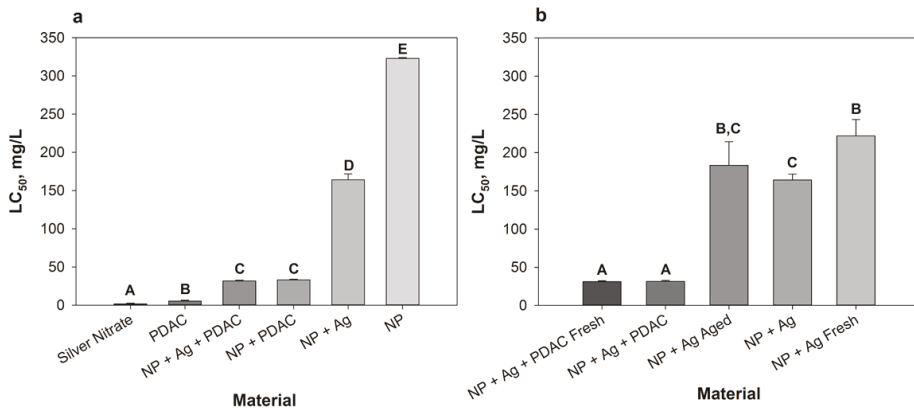 a
LC50, mg/L
350
300
250
200
150
100
50
0
A
B
C
C
D
E
Silver Nitrate
PDAC
NP + Ag + PDAC
NP + PDAC
NP + Ag
NP
Material
b
LC50, mg/L
350
300
250
200
150
100
50
0
A
A
B,C
C
B
NP + Ag + PDAC Fresh
NP + Ag + PDAC
NP + Ag Aged
NP + Ag
NP + Ag Fresh
Material